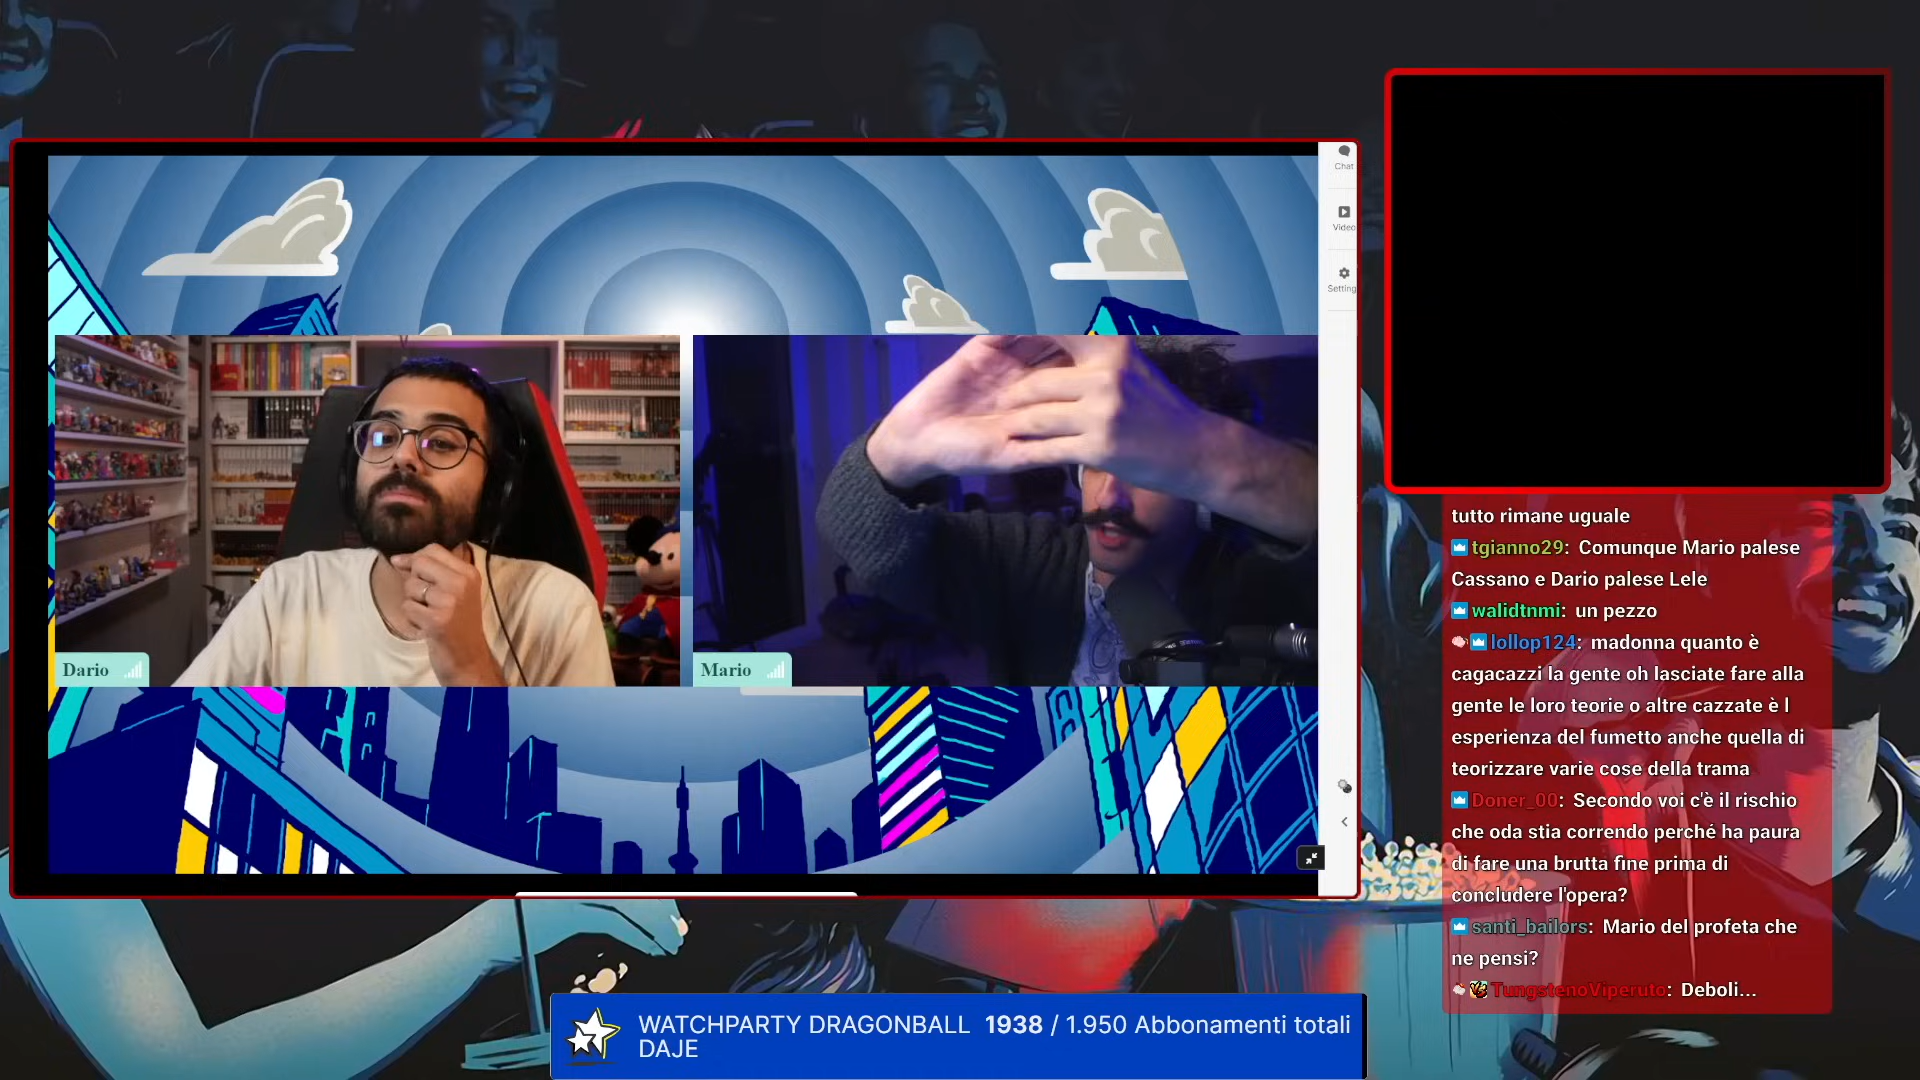 Chat
Video
Setting
Dario
Mario
tutto rimane uguale
tgianno29: Comunque Mario palese
Cassano e Dario palese Lele
walidtnmi: un pezzo
lollop124: madonna quanto è
cagacazzi la gente oh lasciate fare alla
gente le loro teorie o altre cazzate è l
esperienza del fumetto anche quella di
teorizzare varie cose della trama
Doner_00: Secondo voi c'è il rischio
che oda stia correndo perché ha paura
di fare una brutta fine prima di
concludere l'opera?
santi_bailors: Mario del profeta che
ne pensi?
TungstenoViperuto: Deboli...
WATCHPARTY DRAGONBALL 1938 / 1.950 Abbonamenti totali
DAJE